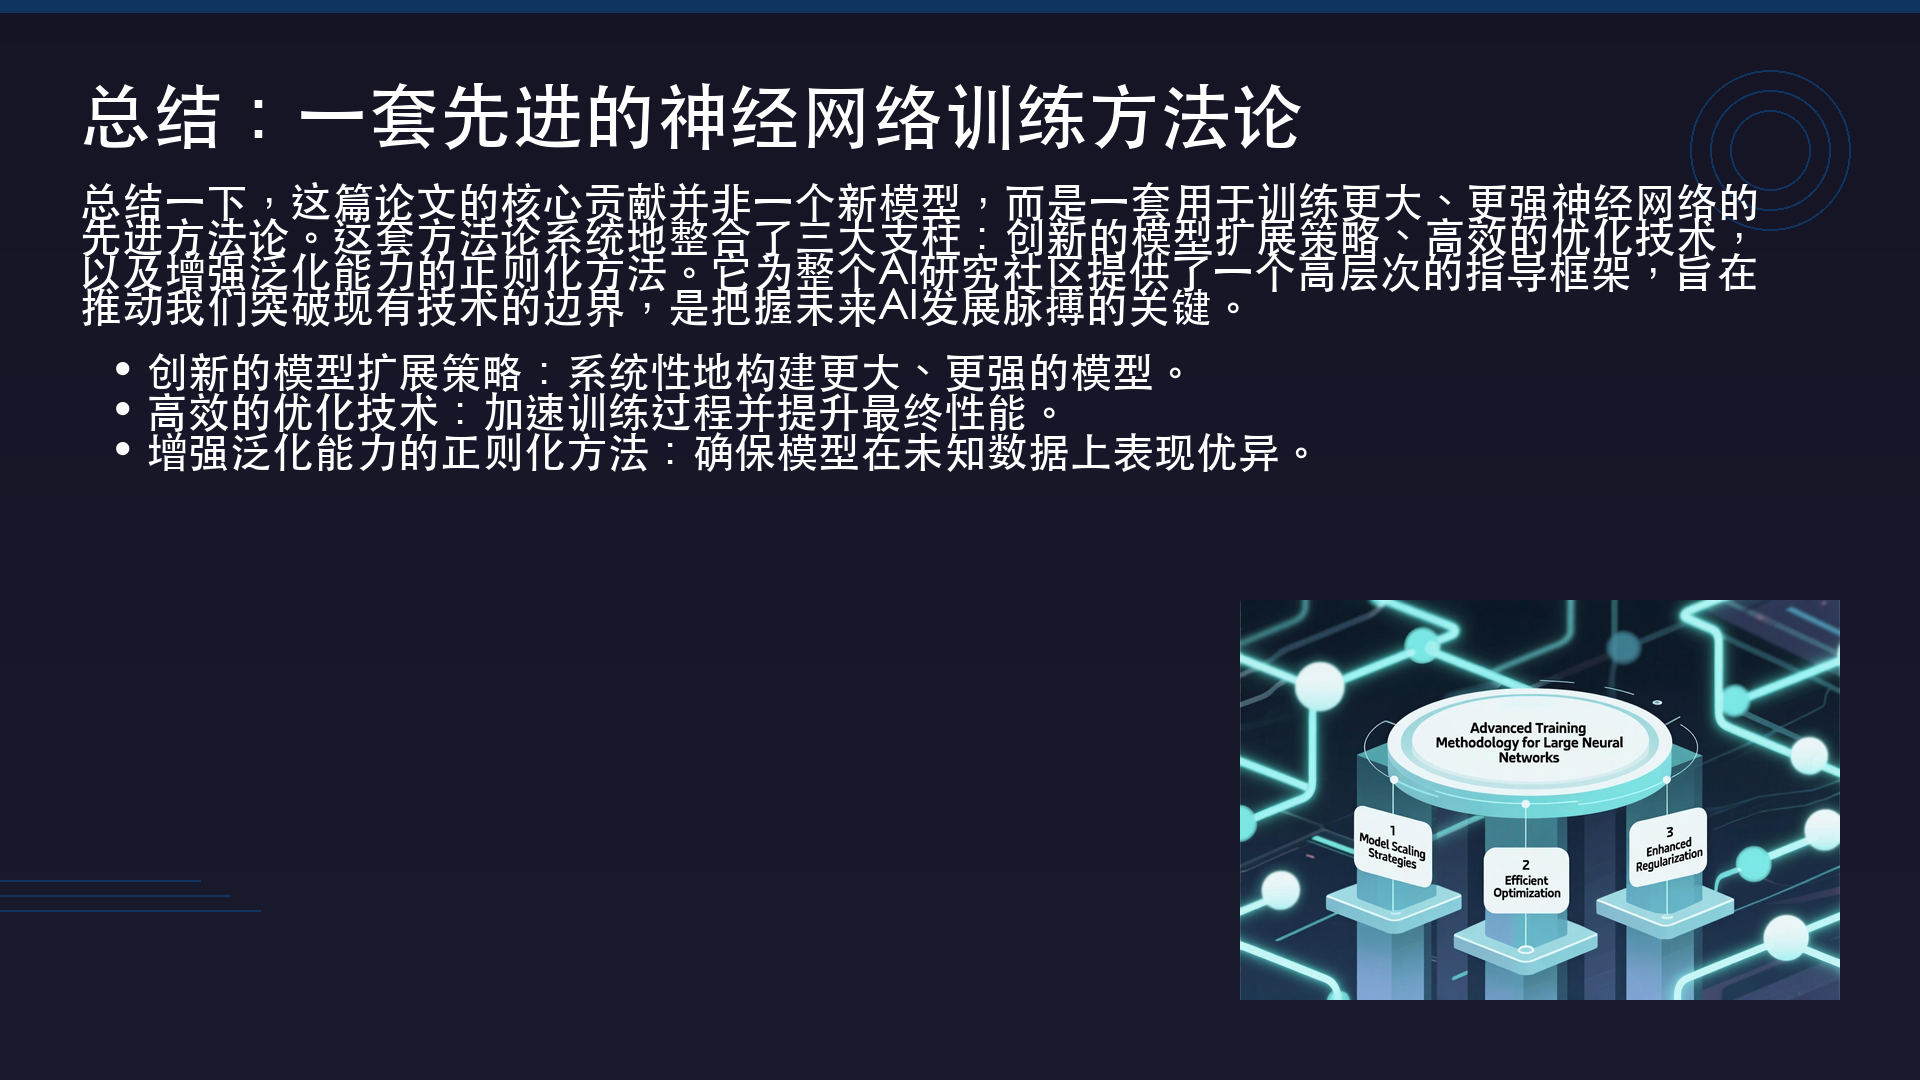 总结：一套先进的神经网络训练方法论
总结一下，这篇论文的核心贡献并非一个新模型，而是一套用于训练更大、更强神经网络的
先进方法论。这套方法论系统地整合了三大支柱：创新的模型扩展策略、高效的优化技术，
以及增强泛化能力的正则化方法。它为整个AI研究社区提供了一个高层次的指导框架，旨在
推动我们突破现有技术的边界，是把握未来AI发展脉搏的关键。
• 创新的模型扩展策略：系统性地构建更大、更强的模型。
• 高效的优化技术：加速训练过程并提升最终性能。
• 增强泛化能力的正则化方法：确保模型在未知数据上表现优异。
Advanced Training
Methodology for Large Neural
Networks
1
Model Scaling
Strategies
2
Efficient
Optimization
3
Enhanced
Regularization